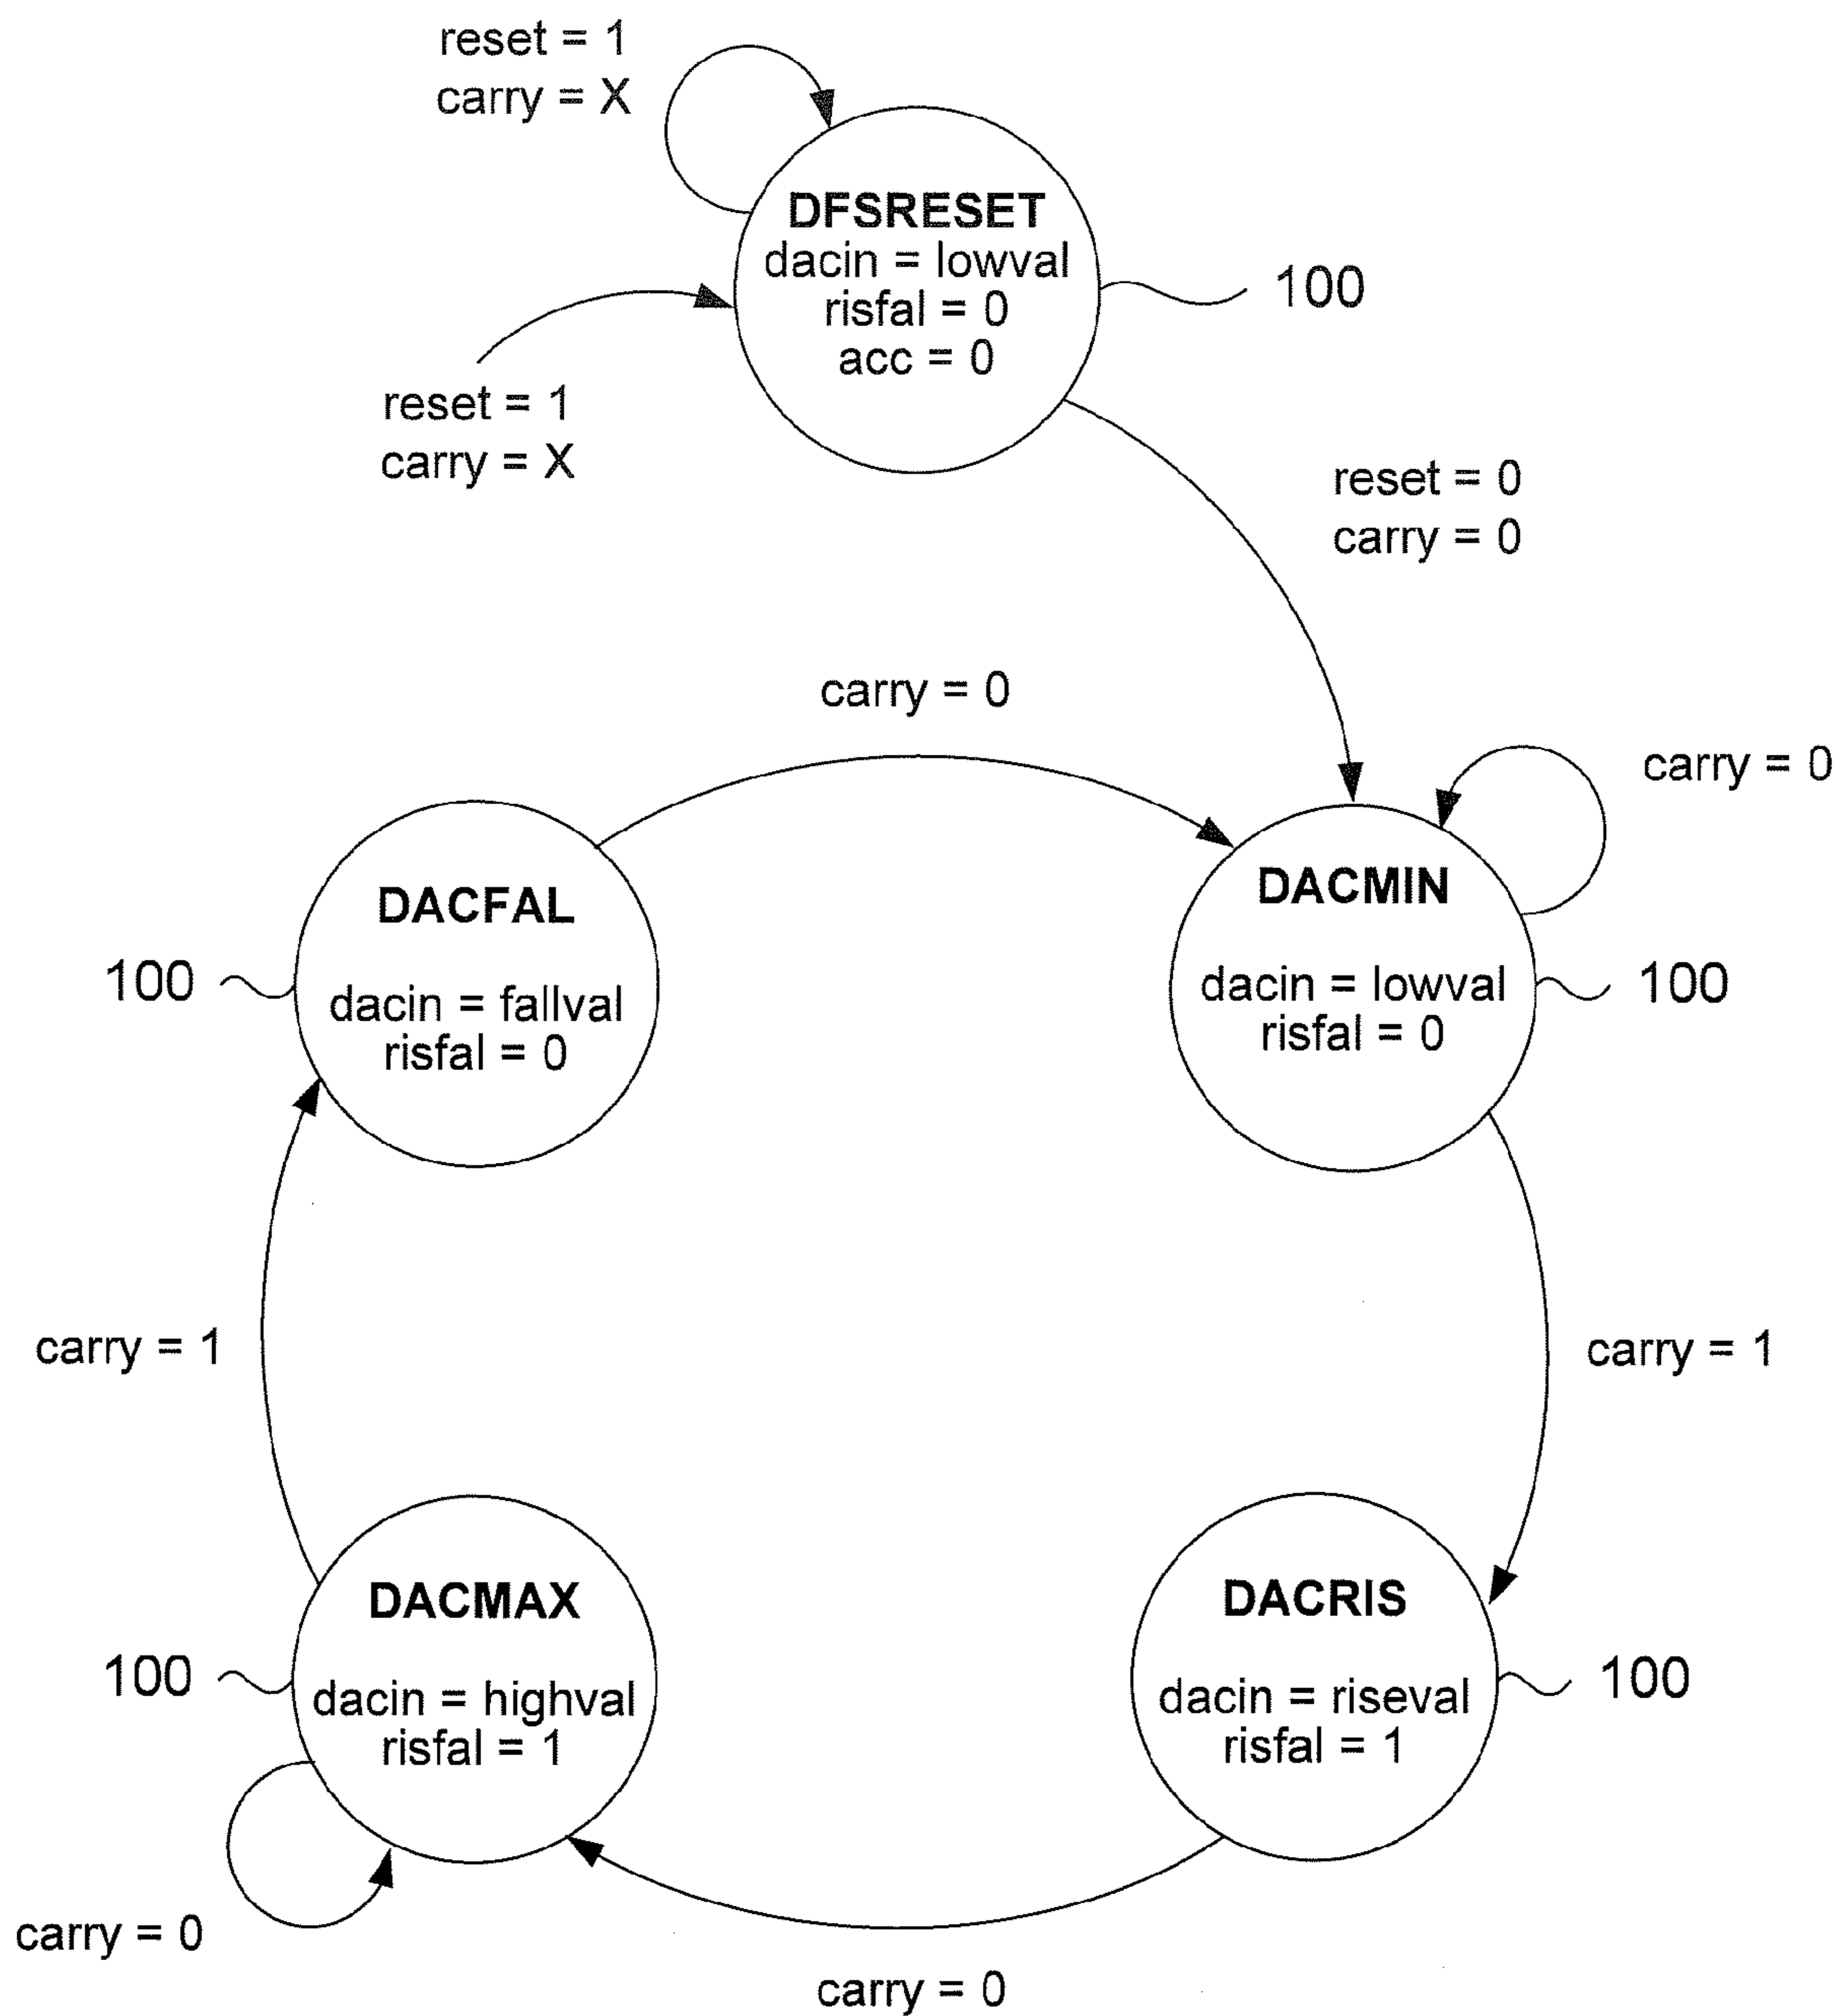 reset = 1
carry = X
DFSRESET
dacin = lowval
risfal = 0
acc = 0
100
reset = 1
carry = X
reset = 0
carry = 0
carry = 0
carry = 0
DACFAL
dacin = fallval
risfal = 0
100
DACMIN
dacin = lowval
risfal = 0
100
carry = 1
carry = 1
DACMAX
dacin = highval
risfal = 1
100
DACRIS
dacin = riseval
risfal = 1
100
carry = 0
carry = 0